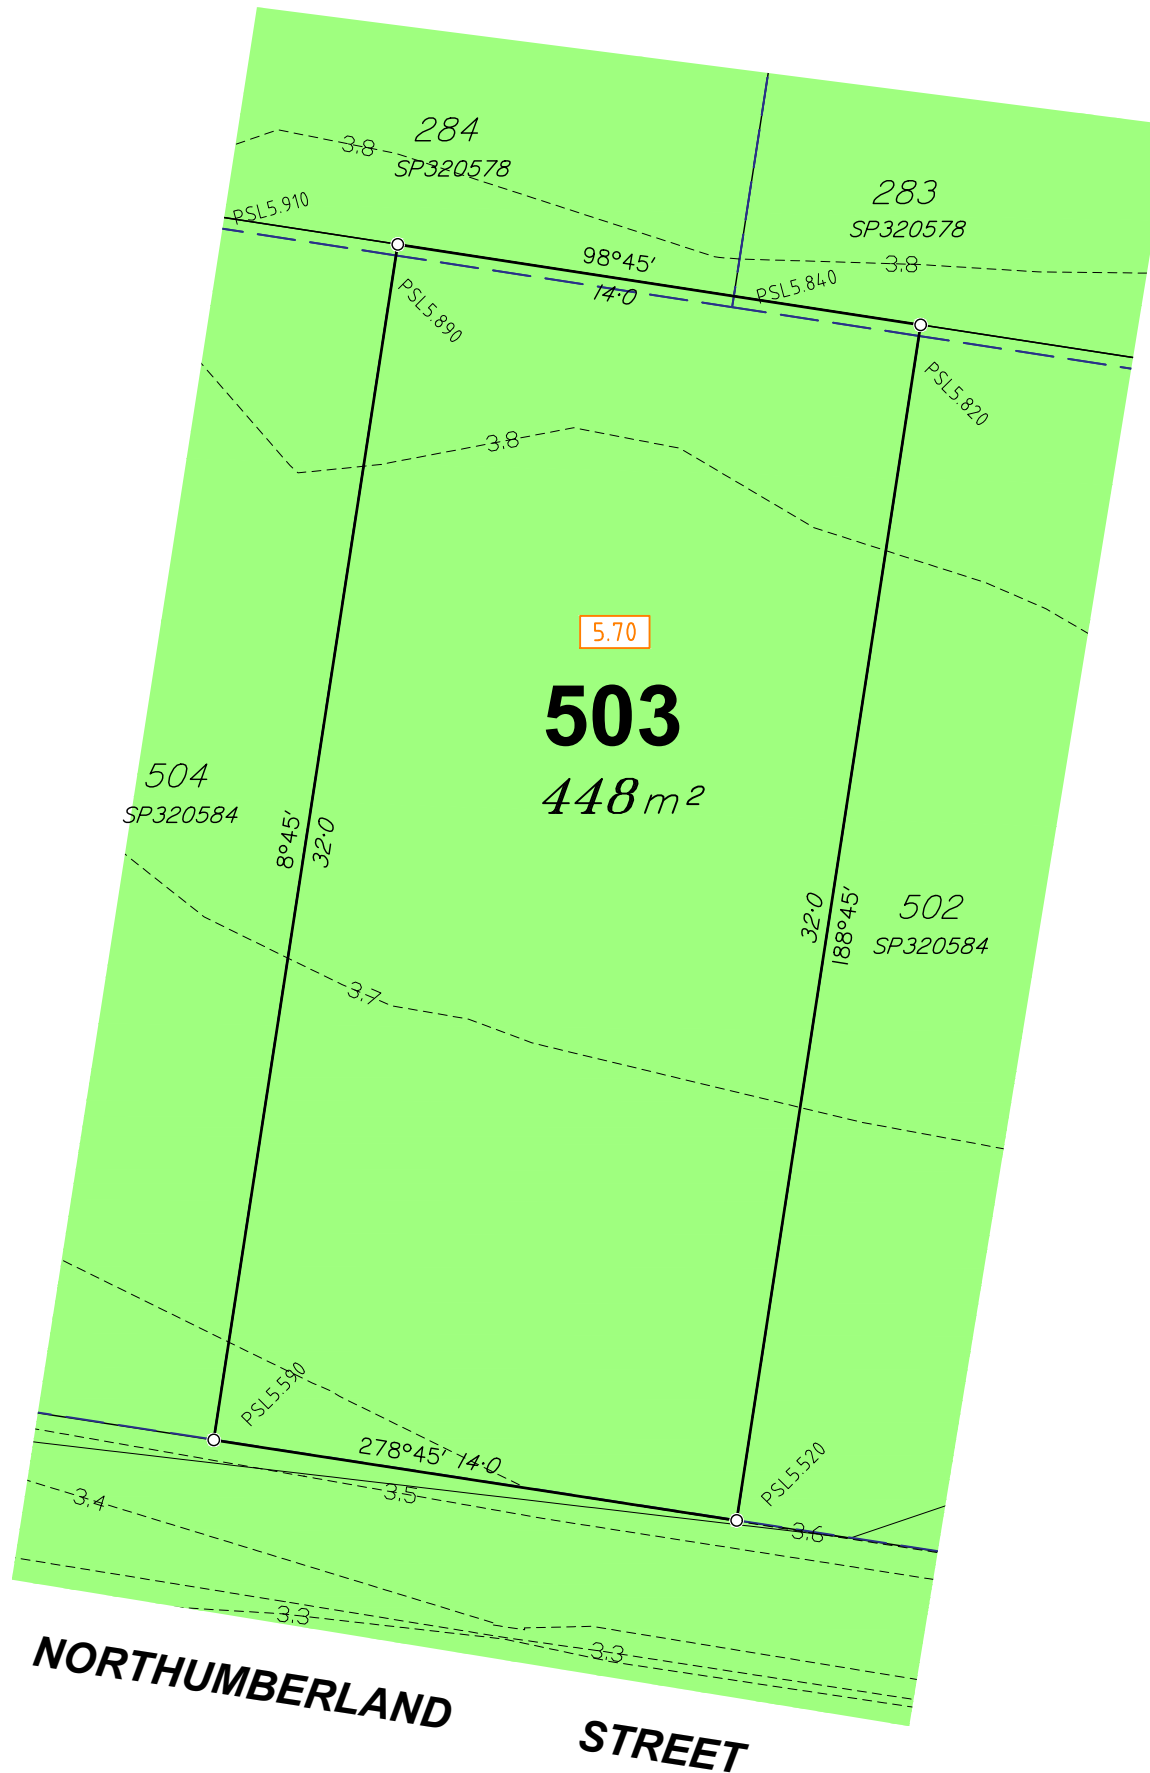 284
SP320578
3.8
283
SP320578
PSL5.910
98°45'
14·0
3.8
PSL5.840
PSL5.890
PSL5.820
3.8
5.70
503
448 m²
504
SP320584
8°45'
32·0
32·0
188°45'
502
SP320584
3.7
PSL5.590
278°45' 14·0
PSL5.520
3.5
3.4
3.6
3.3
3.3
NORTHUMBERLAND STREET